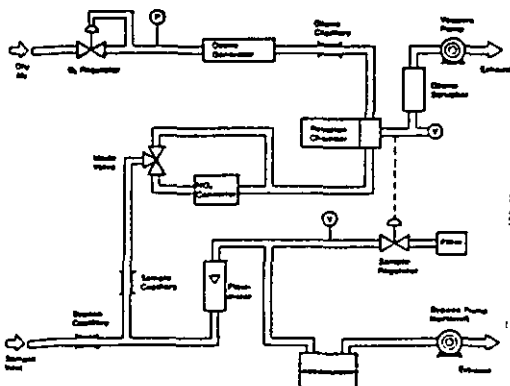 P
Vacuum
Pump
Dry
Air
O₃ Regulator
Ozone
Generator
Ozone
Capillary
Exhaust
Ozone
Scrubber
Reaction
Chamber
V
Mode
Valve
NOx
Converter
V
Filter
Sample
Regulator
Sample
Capillary
Flow-
meter
Bypass
Capillary
Bypass Pump
Sample
Inlet
Exhaust